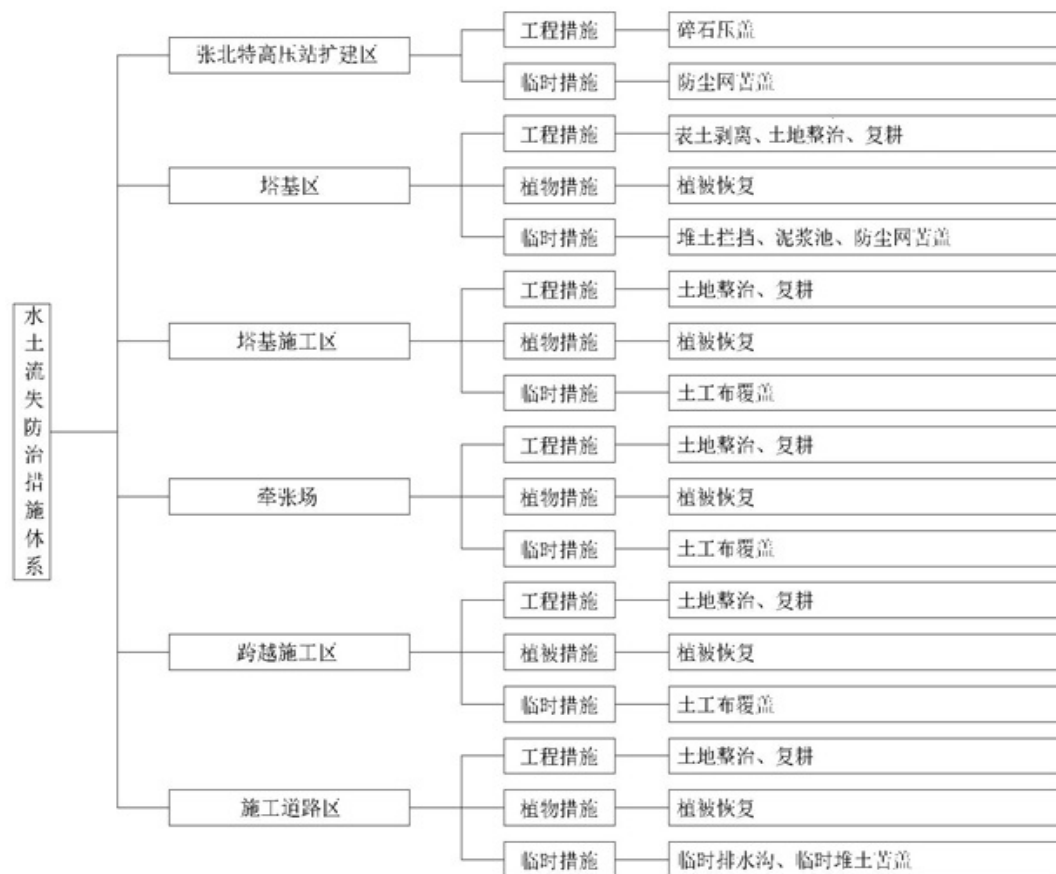 水土流失防治措施体系
张北特高压站扩建区
工程措施
碎石压盖
临时措施
防尘网苫盖
塔基区
工程措施
表土剥离、土地整治、复耕
植物措施
植被恢复
临时措施
堆土拦挡、泥浆池、防尘网苫盖
塔基施工区
工程措施
土地整治、复耕
植物措施
植被恢复
临时措施
土工布覆盖
牵张场
工程措施
土地整治、复耕
植物措施
植被恢复
临时措施
土工布覆盖
跨越施工区
工程措施
土地整治、复耕
植被措施
植被恢复
临时措施
土工布覆盖
施工道路区
工程措施
土地整治、复耕
植物措施
植被恢复
临时措施
临时排水沟、临时堆土苫盖